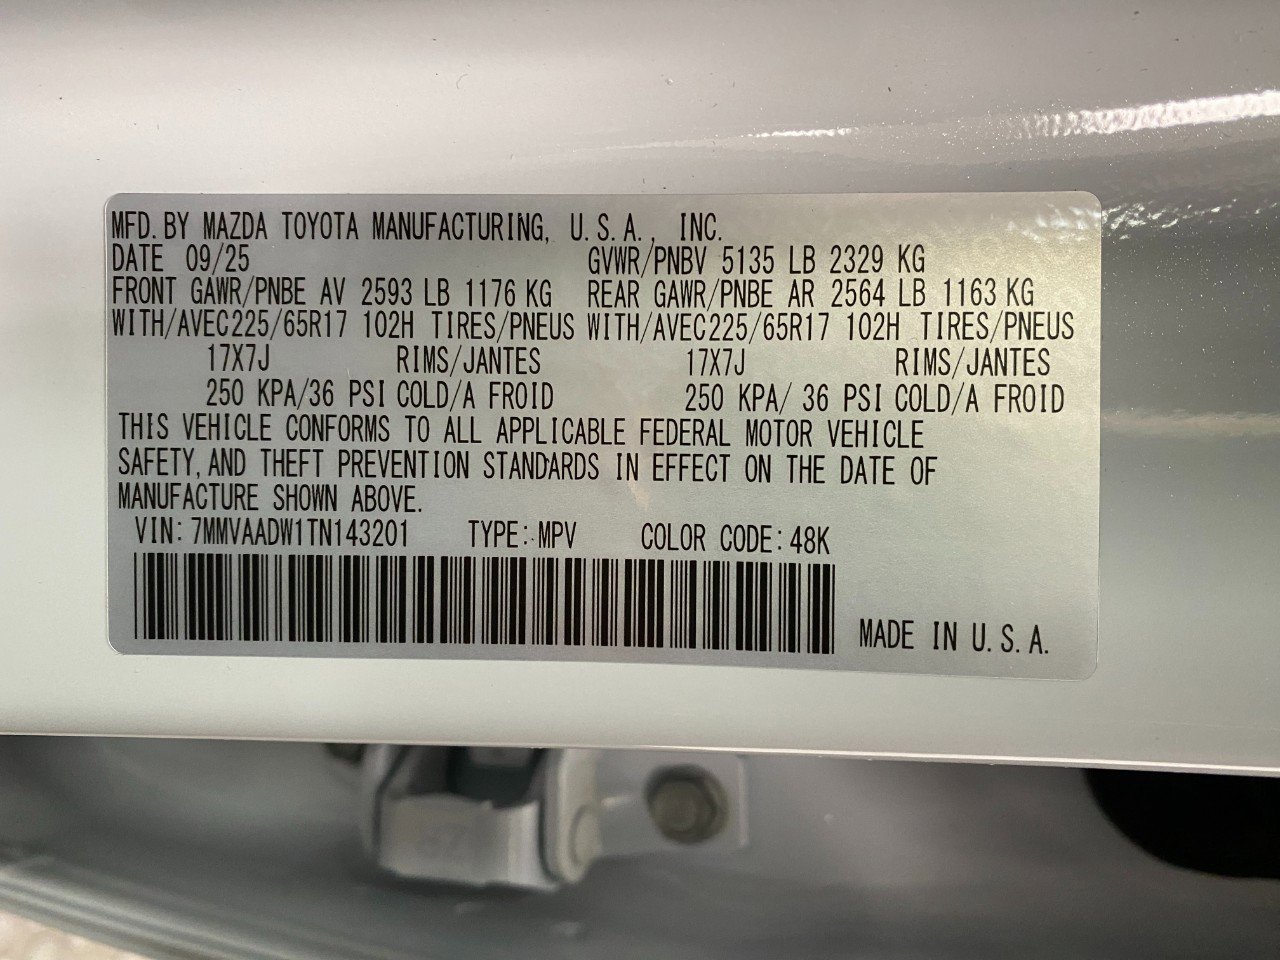 MFD. BY MAZDA TOYOTA MANUFACTURING, U.S.A., INC.
DATE 09/25 GVWR/PNBV 5135 LB 2329 KG
FRONT GAWR/PNBE AV 2593 LB 1176 KG REAR GAWR/PNBE AR 2564 LB 1163 KG
WITH/AVEC225/65R17 102H TIRES/PNEUS WITH/AVEC225/65R17 102H TIRES/PNEUS
17X7J RIMS/JANTES 17X7J RIMS/JANTES
250 KPA/36 PSI COLD/A FROID 250 KPA/ 36 PSI COLD/A FROID
THIS VEHICLE CONFORMS TO ALL APPLICABLE FEDERAL MOTOR VEHICLE
SAFETY, AND THEFT PREVENTION STANDARDS IN EFFECT ON THE DATE OF
MANUFACTURE SHOWN ABOVE.
VIN: 7MMVAADW1TN143201 TYPE: MPV COLOR CODE: 48K
MADE IN U.S.A.